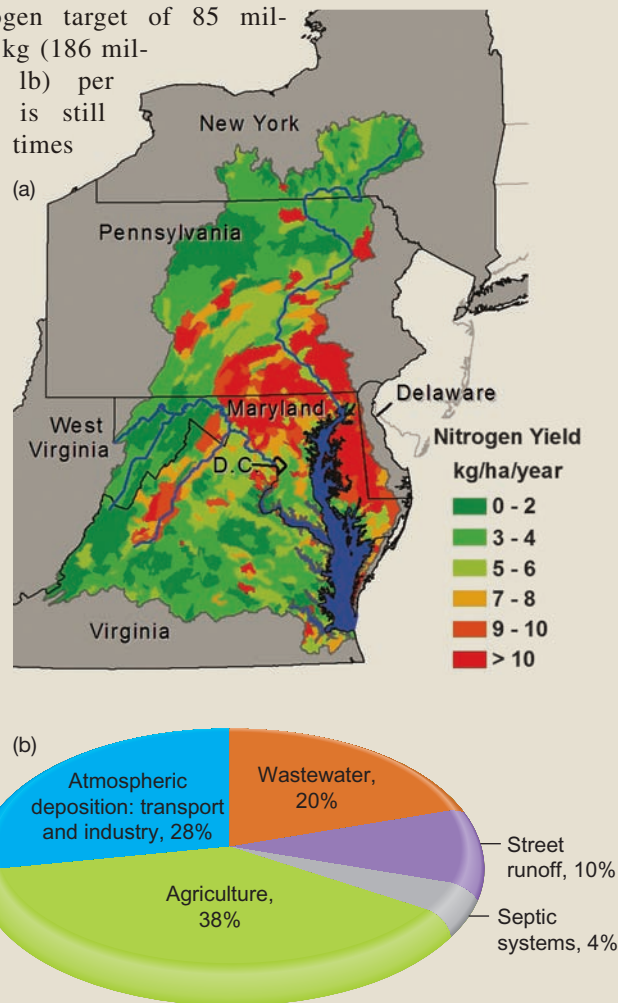 ogen target of 85 mil-
kg (186 mil-
lb) per
is still
times
(a)
New York
Pennsylvania
West
Virginia
Maryland
Delaware
D.C.
Virginia
Nitrogen Yield
kg/ha/year
0 - 2
3 - 4
5 - 6
7 - 8
9 - 10
> 10
(b)
Atmospheric
deposition: transport
and industry, 28%
Wastewater,
20%
Street
runoff, 10%
Septic
systems, 4%
Agriculture,
38%